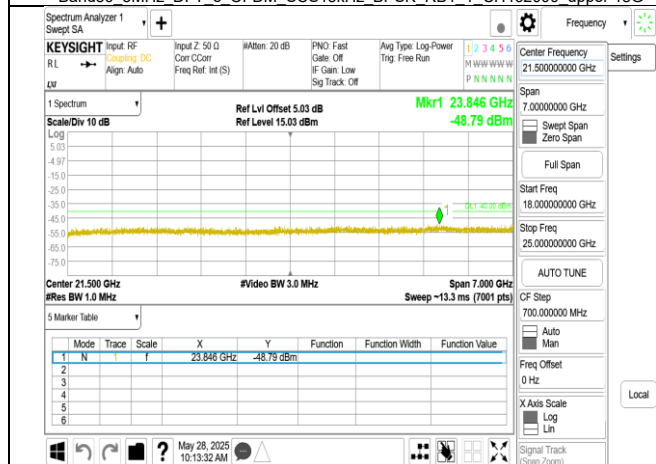 Spectrum Analyzer 1
Swept SA
Frequency
Settings
KEYSIGHT
RL
Input: RF
Coupling: DC
Align: Auto
Input Z: 50 Ω
Corr CCorr
Freq Ref: Int (S)
#Atten: 20 dB
PNO: Fast
Gate: Off
IF Gain: Low
Sig Track: Off
Avg Type: Log-Power
Trig: Free Run
1 2 3 4 5 6
M W W W W W
P N N N N N
Center Frequency
21.500000000 GHz
Span
7.00000000 GHz
Swept Span
Zero Span
Full Span
Start Freq
18.000000000 GHz
Stop Freq
25.000000000 GHz
AUTO TUNE
CF Step
700.000000 MHz
Auto
Man
Freq Offset
0 Hz
X Axis Scale
Log
Lin
Signal Track
(Span Zoom)
Local
1 Spectrum
Scale/Div 10 dB
Ref Lvl Offset 5.03 dB
Ref Level 15.03 dBm
Mkr1 23.846 GHz
-48.79 dBm
Log
5.03
-4.97
-15.0
-25.0
-35.0
-45.0
-55.0
-65.0
-75.0
DL1 -40.00 dBm
1
Center 21.500 GHz
#Res BW 1.0 MHz
#Video BW 3.0 MHz
Span 7.000 GHz
Sweep ~13.3 ms (7001 pts)
5 Marker Table
Mode Trace Scale X Y Function Function Width Function Value
1 N 1 f 23.846 GHz -48.79 dBm
2
3
4
5
6
May 28, 2025
10:13:32 AM